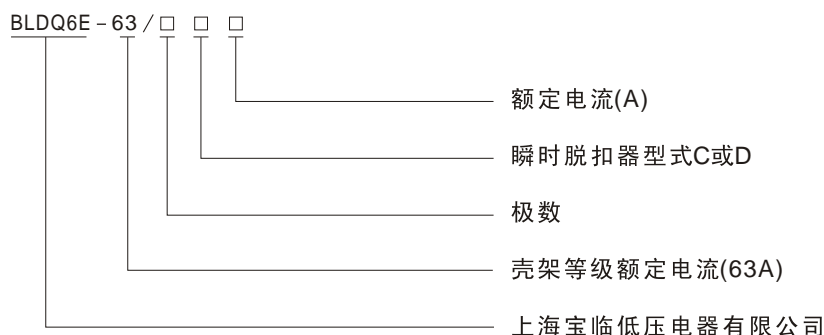 BLDQ6E-63/□ □ □
额定电流(A)
瞬时脱扣器型式C或D
极数
壳架等级额定电流(63A)
上海宝临低压电器有限公司